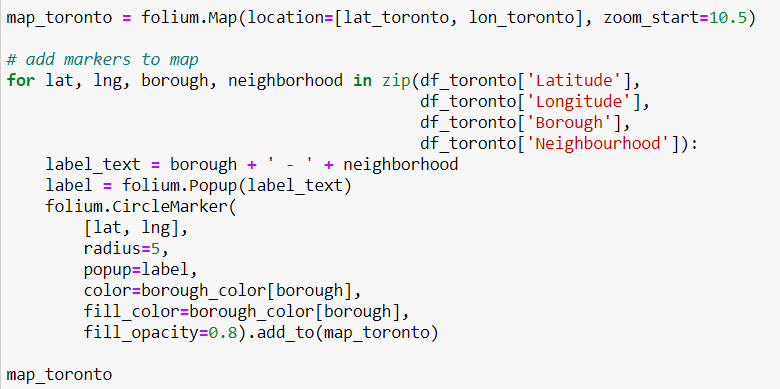 map_toronto = folium.Map(location=[lat_toronto, lon_toronto], zoom_start=10.5)
# add markers to map
for lat, lng, borough, neighborhood in zip(df_toronto['Latitude'],
                                           df_toronto['Longitude'],
                                           df_toronto['Borough'],
                                           df_toronto['Neighbourhood']):
    label_text = borough + ' - ' + neighborhood
    label = folium.Popup(label_text)
    folium.CircleMarker(
        [lat, lng],
        radius=5,
        popup=label,
        color=borough_color[borough],
        fill_color=borough_color[borough],
        fill_opacity=0.8).add_to(map_toronto)
map_toronto